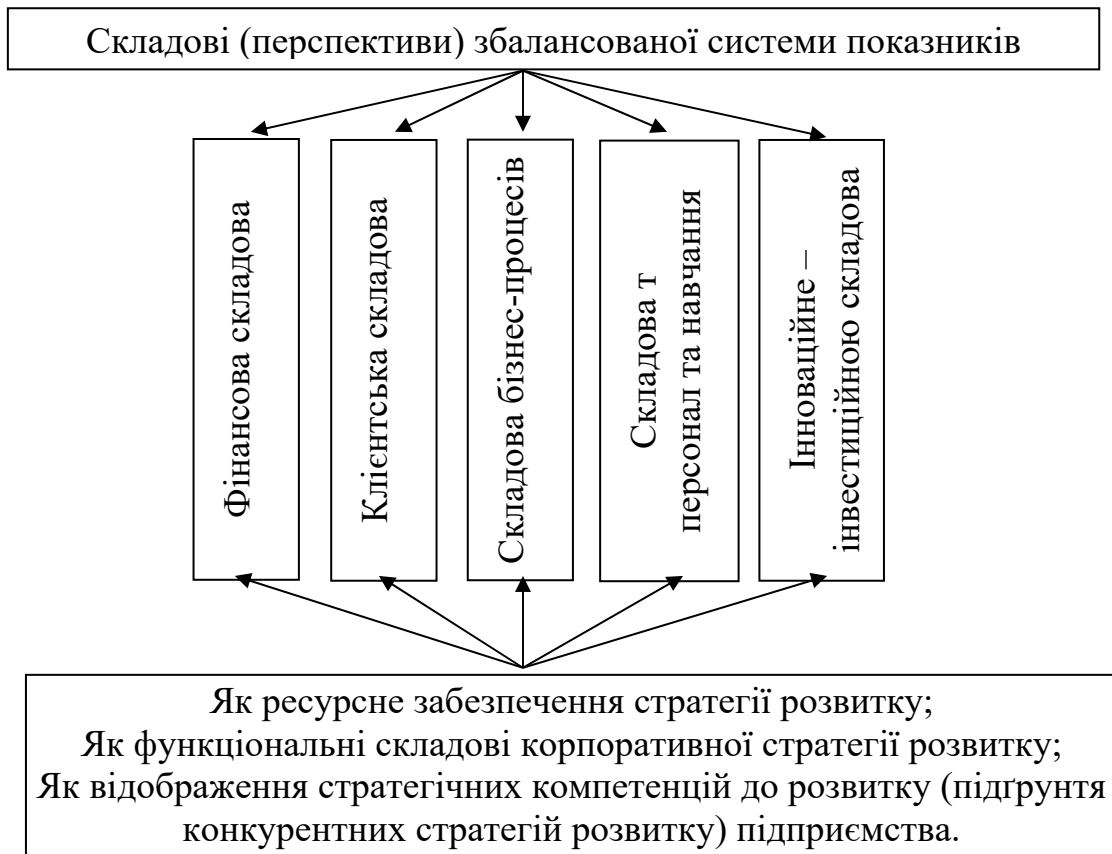 Складові (перспективи) збалансованої системи показників
Фінансова складова
Клієнтська складова
Складова бізнес-процесів
Складова т
персонал та навчання
Інноваційне –
інвестиційною складова
Як ресурсне забезпечення стратегії розвитку;
Як функціональні складові корпоративної стратегії розвитку;
Як відображення стратегічних компетенцій до розвитку (підґрунтя
конкурентних стратегій розвитку) підприємства.